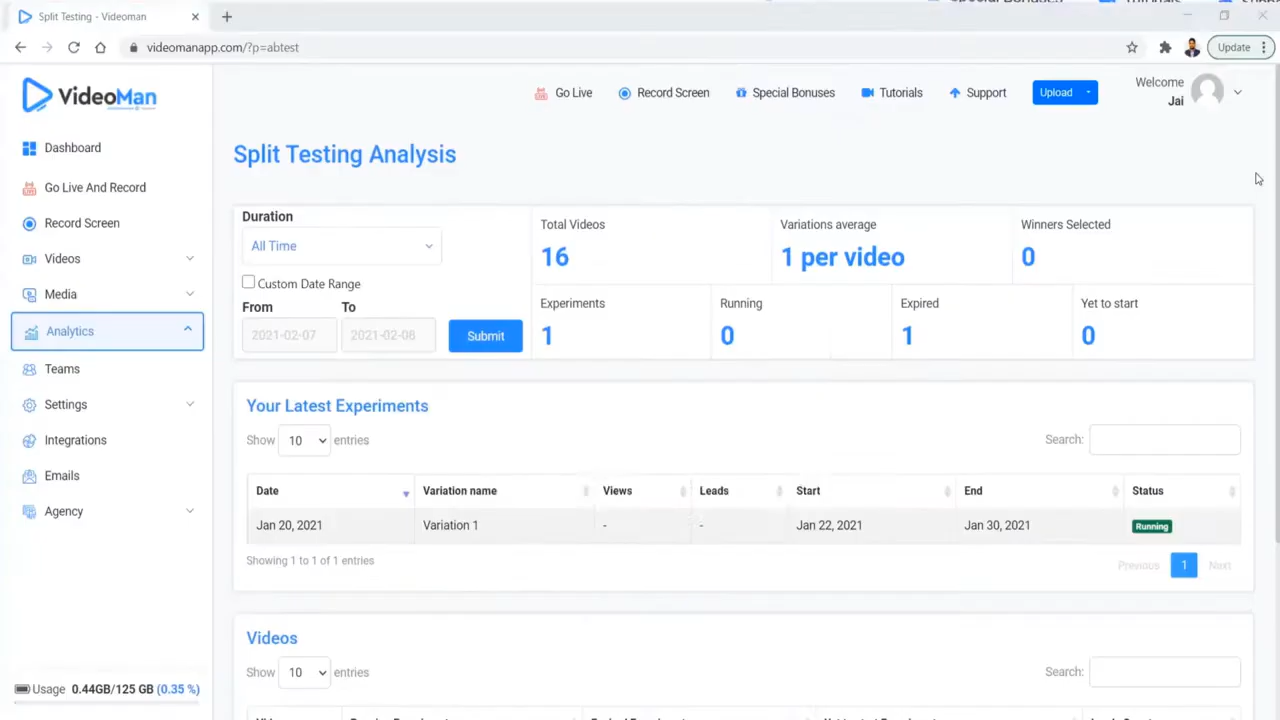 Split Testing - Videoman
videomanapp.com/?p=abtest
Update
VideoMan
Go Live
Record Screen
Special Bonuses
Tutorials
Support
Upload
Welcome
Jai
Dashboard
Go Live And Record
Record Screen
Videos
Media
Analytics
Teams
Settings
Integrations
Emails
Agency
Usage 0.44GB/125 GB (0.35 %)
Split Testing Analysis
Duration
All Time
Custom Date Range
From To
2021-02-07 2021-02-08
Submit
Total Videos
16
Variations average
1 per video
Winners Selected
0
Experiments
1
Running
0
Expired
1
Yet to start
0
Your Latest Experiments
Show 10 entries
Search:
Date Variation name Views Leads Start End Status
Jan 20, 2021 Variation 1 - - Jan 22, 2021 Jan 30, 2021 Running
Showing 1 to 1 of 1 entries
Previous 1 Next
Videos
Show 10 entries
Search: